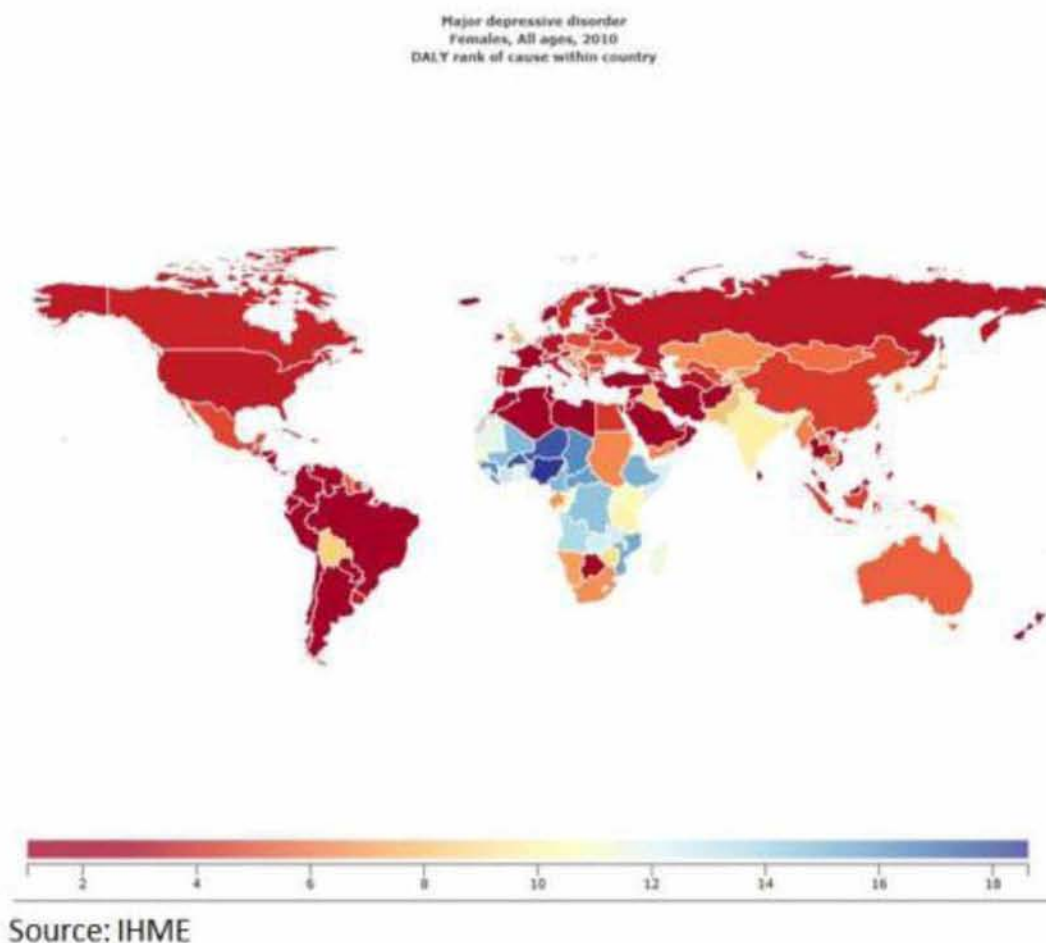 Major depressive disorder
Females, All ages, 2010
DALY rank of cause within country
2 4 6 8 10 12 14 16 18
Source: IHME